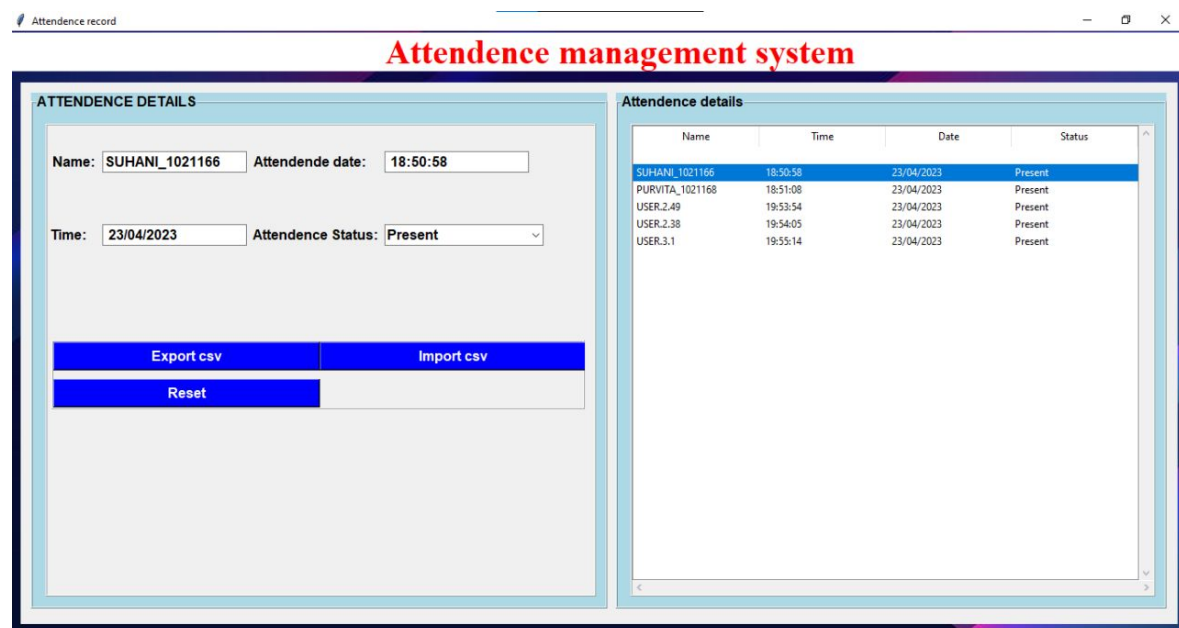 Attendence record
Attendence management system
ATTENDENCE DETAILS
Name: SUHANI_1021166 Attendende date: 18:50:58
Time: 23/04/2023 Attendence Status: Present
Export csv Import csv
Reset
Attendence details
Name Time Date Status
SUHANI_1021166 18:50:58 23/04/2023 Present
PURVITA_1021168 18:51:08 23/04/2023 Present
USER.2.49 19:53:54 23/04/2023 Present
USER.2.38 19:54:05 23/04/2023 Present
USER.3.1 19:55:14 23/04/2023 Present